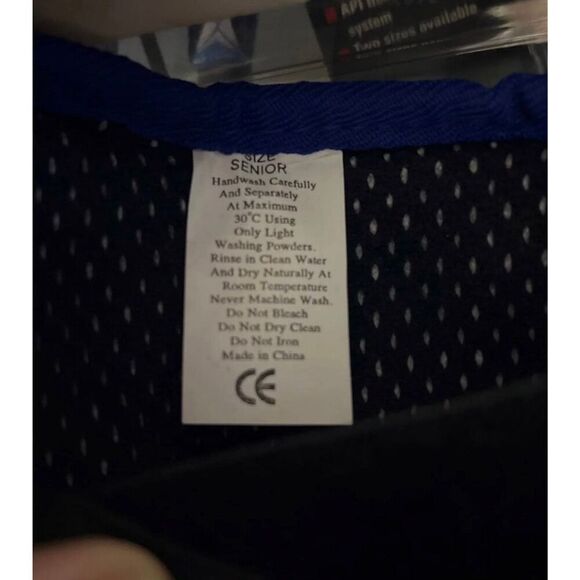 system
Two sizes available
SIZE
SENIOR
Handwash Carefully
And Separately
At Maximum
30°C Using
Only Light
Washing Powders.
Rinse in Clean Water
And Dry Naturally At
Room Temperature
Never Machine Wash.
Do Not Bleach
Do Not Dry Clean
Do Not Iron
Made in China
CE